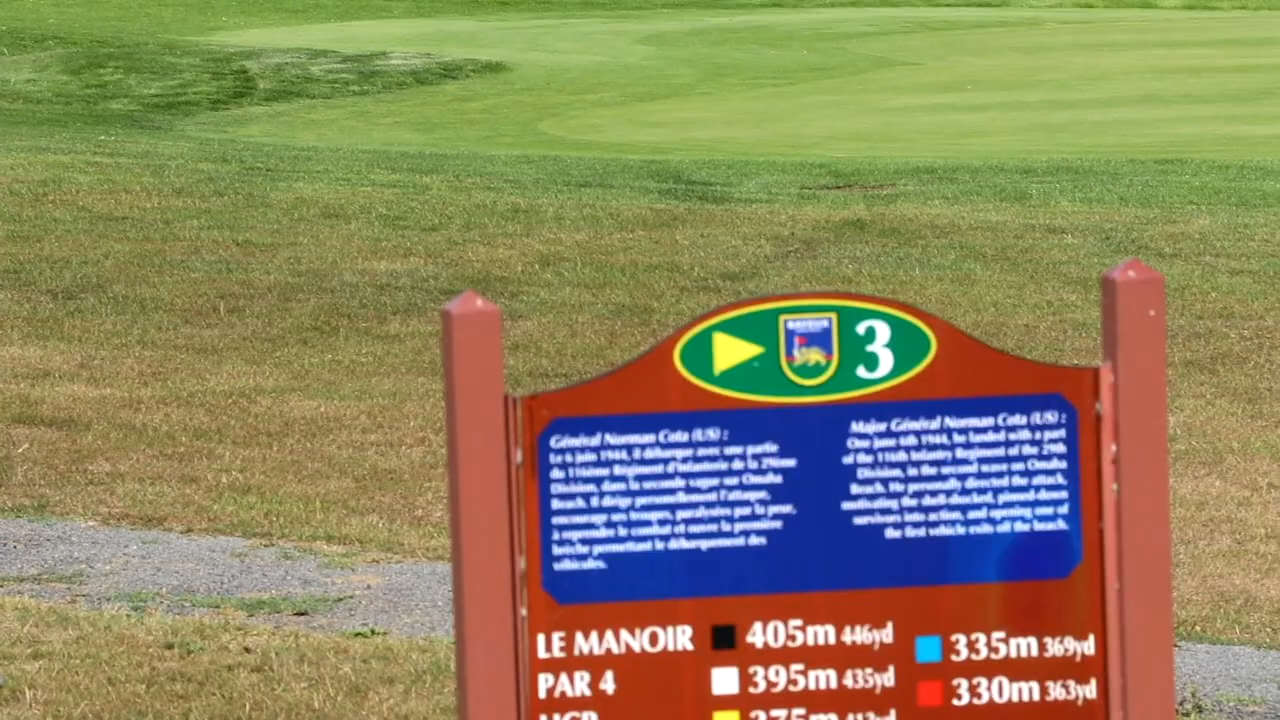 3
Général Norman Cota (US) :
Le 6 juin 1944, il débarque avec une partie
du 116ème Régiment d'Infanterie de la 29ème
Division, dans la seconde vague sur Omaha
Beach. Il dirige personellement l'attaque,
encourage ses troupes, paralysées par la peur,
à reprendre le combat et ouvre la première
brèche permettant le débarquement des
véhicules.
Major Général Norman Cota (US) :
One june 6th 1944, he landed with a part
of the 116th Infantry Regiment of the 29th
Division, in the second wave on Omaha
Beach. He personally directed the attack,
motivating the shell-shocked, pinned-down
survivors into action, and opening one of
the first vehicle exits off the beach.
LE MANOIR
PAR 4
405m 446yd
395m 435yd
335m 369yd
330m 363yd